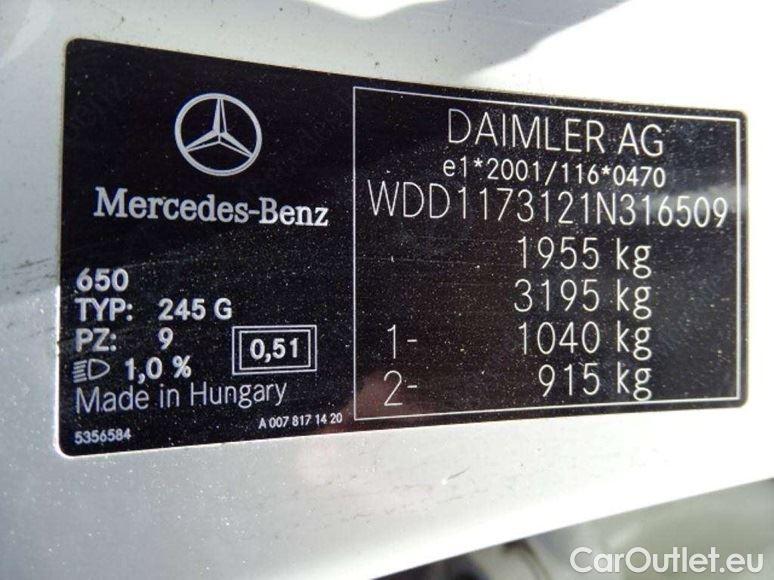 Mercedes-Benz
650
TYP: 245 G
PZ: 9
1,0 %
0,51
Made in Hungary
5356584
A 007 817 14 20
DAIMLER AG
e1*2001/116*0470
WDD1173121N316509
1955 kg
3195 kg
1- 1040 kg
2- 915 kg
CarOutlet.eu